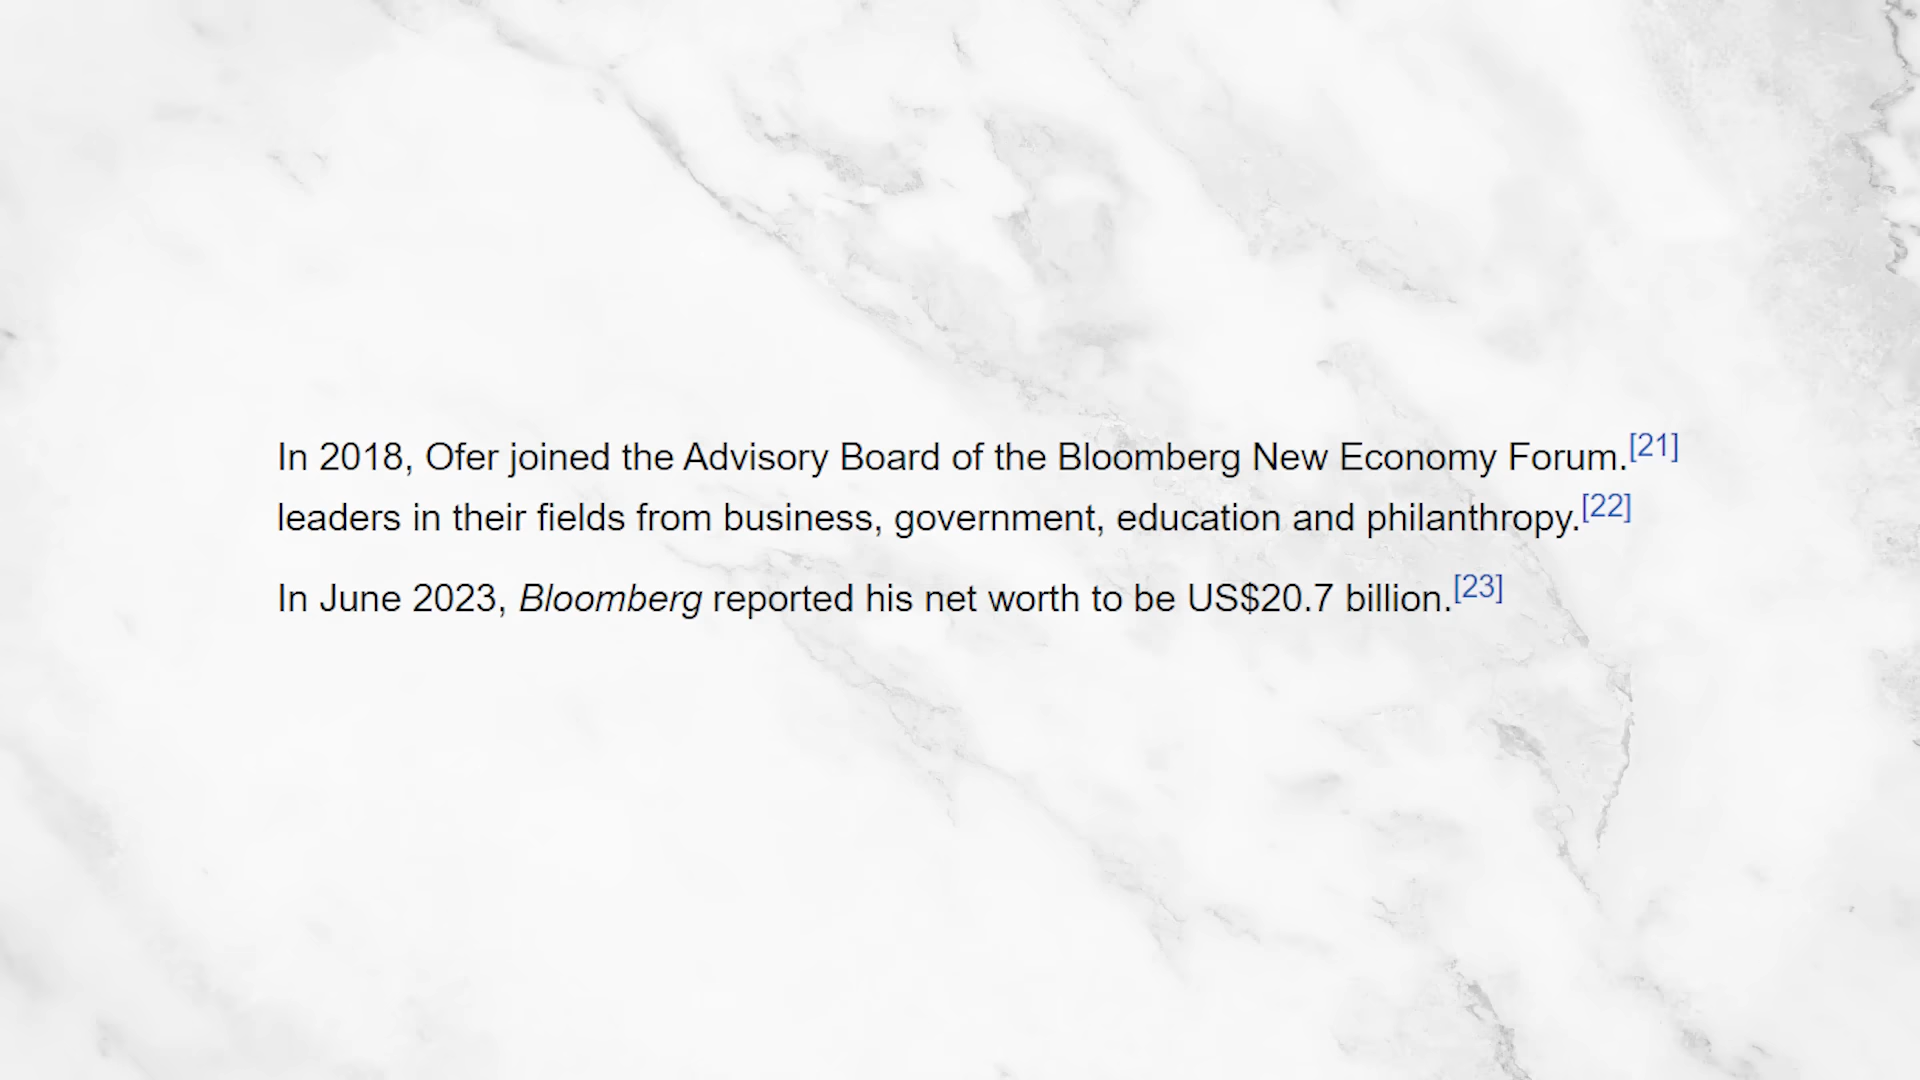 In 2018, Ofer joined the Advisory Board of the Bloomberg New Economy Forum.[21]
leaders in their fields from business, government, education and philanthropy.[22]
In June 2023, Bloomberg reported his net worth to be US$20.7 billion.[23]